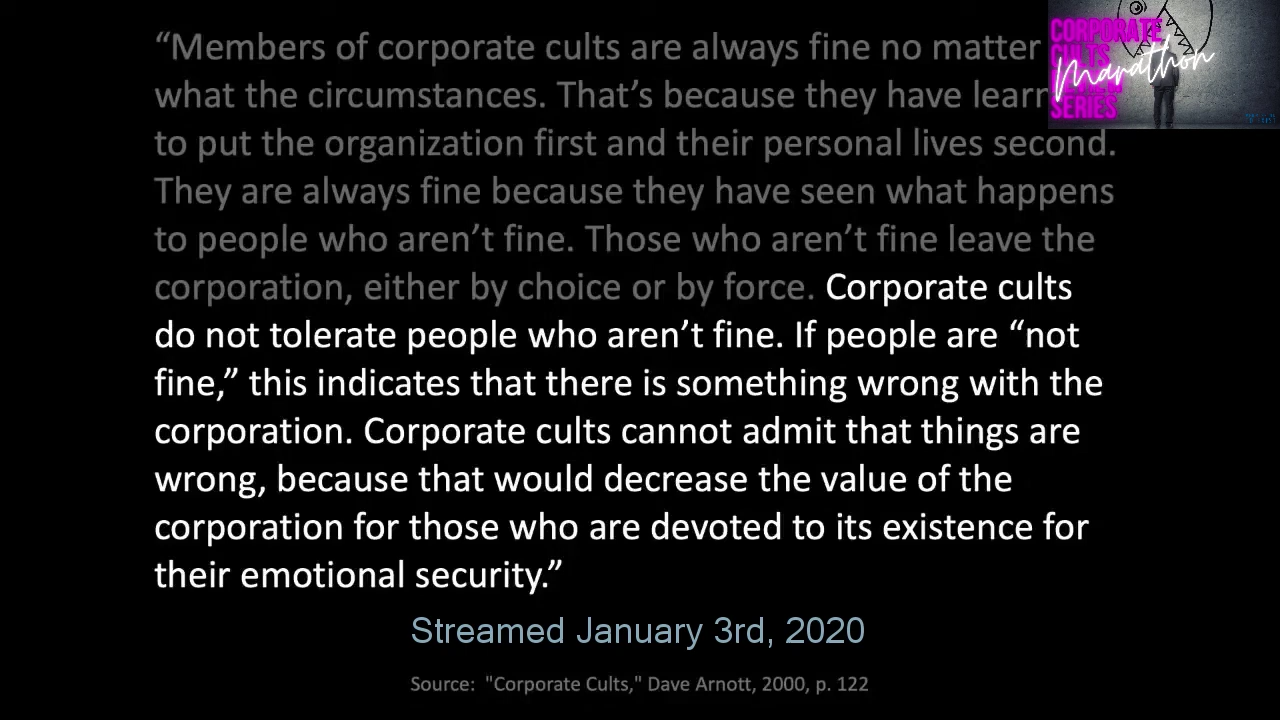 “Members of corporate cults are always fine no matter
what the circumstances. That’s because they have learn
to put the organization first and their personal lives second.
They are always fine because they have seen what happens
to people who aren’t fine. Those who aren’t fine leave the
corporation, either by choice or by force. Corporate cults
do not tolerate people who aren’t fine. If people are “not
fine,” this indicates that there is something wrong with the
corporation. Corporate cults cannot admit that things are
wrong, because that would decrease the value of the
corporation for those who are devoted to its existence for
their emotional security.”
Streamed January 3rd, 2020
Source: "Corporate Cults," Dave Arnott, 2000, p. 122
CORPORATE
CULTS
Marathon
SERIES